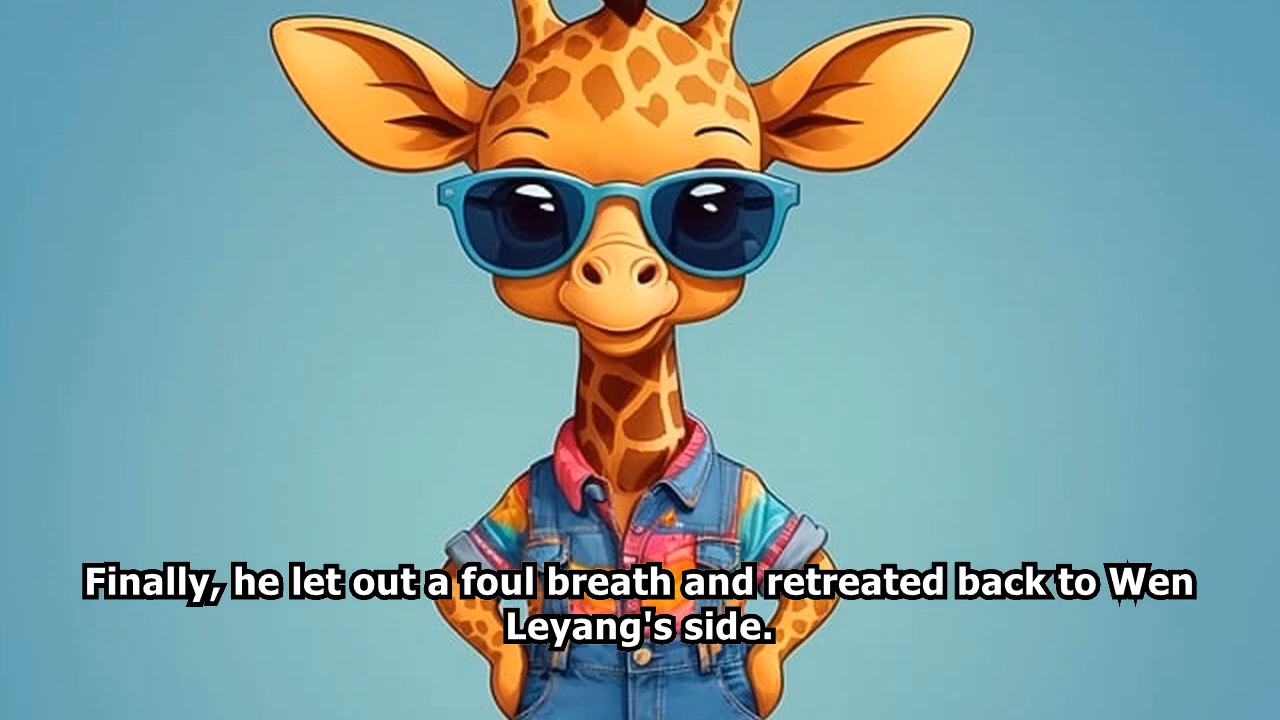 Finally, he let out a foul breath and retreated back to Wen
Leyang's side.